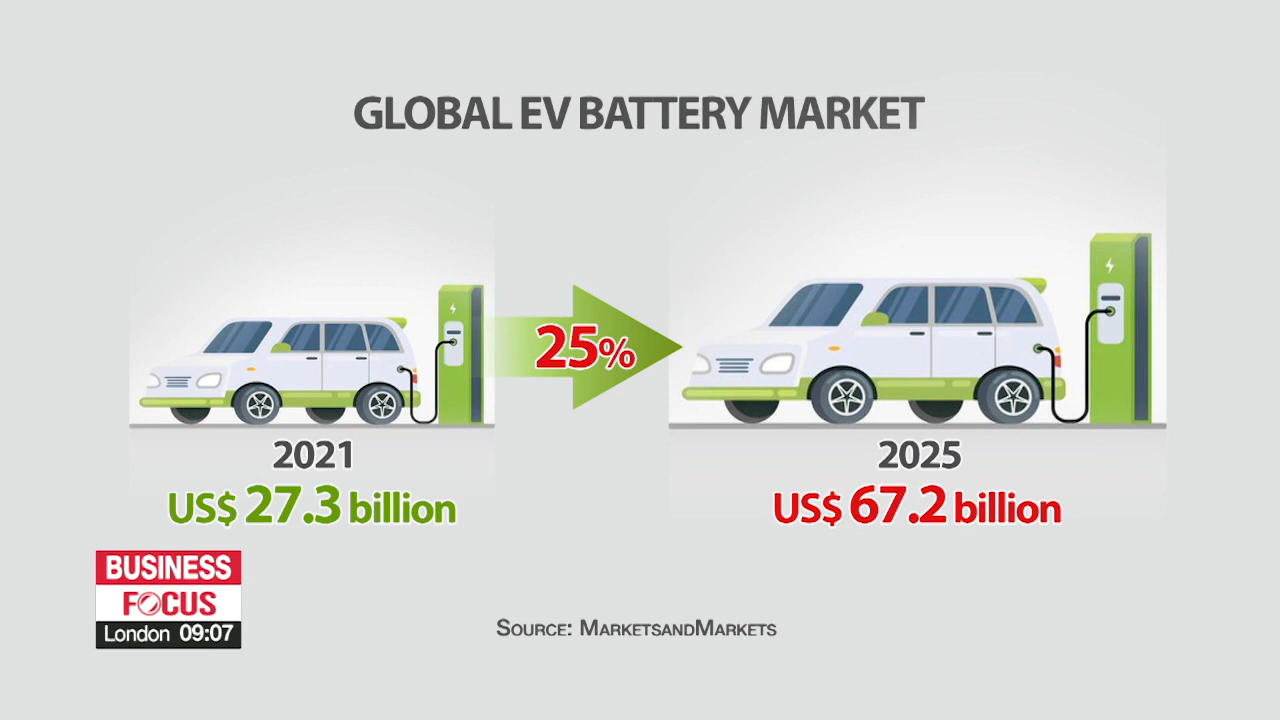 GLOBAL EV BATTERY MARKET
25%
2021
US$ 27.3 billion
2025
US$ 67.2 billion
BUSINESS
FOCUS
London 09:07
SOURCE: MARKETSANDMARKETS